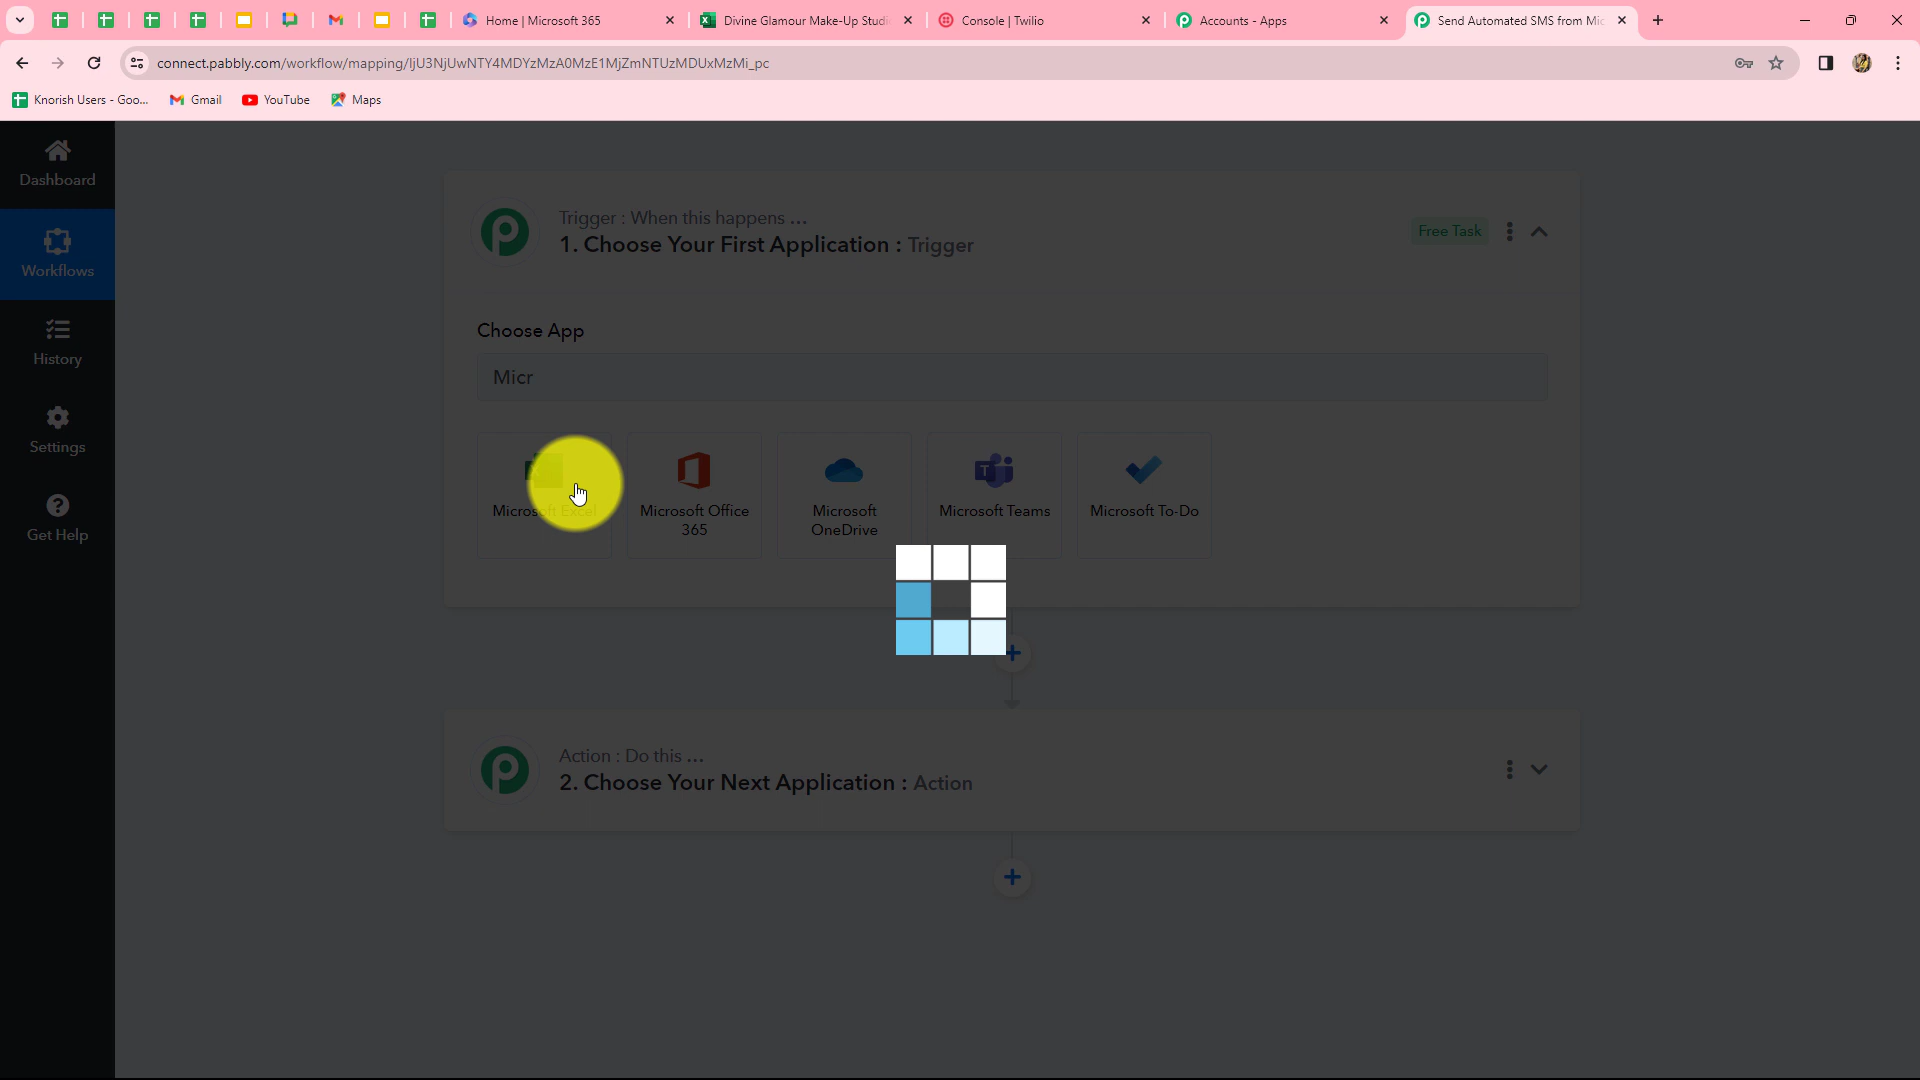 Home | Microsoft 365
Divine Glamour Make-Up Studi
Console | Twilio
Accounts - Apps
Send Automated SMS from Mic
connect.pabbly.com/workflow/mapping/IjU3NjUwNTY4MDYzMzA0MzE1MjZmNTUzMDUxMzMi_pc
Knorish Users - Goo...
Gmail
YouTube
Maps
Dashboard
Workflows
History
Settings
Get Help
Trigger : When this happens ...
1. Choose Your First Application : Trigger
Free Task
Choose App
Micr
Microsoft Excel
Microsoft Office
365
Microsoft
OneDrive
Microsoft Teams
Microsoft To-Do
Action : Do this ...
2. Choose Your Next Application : Action